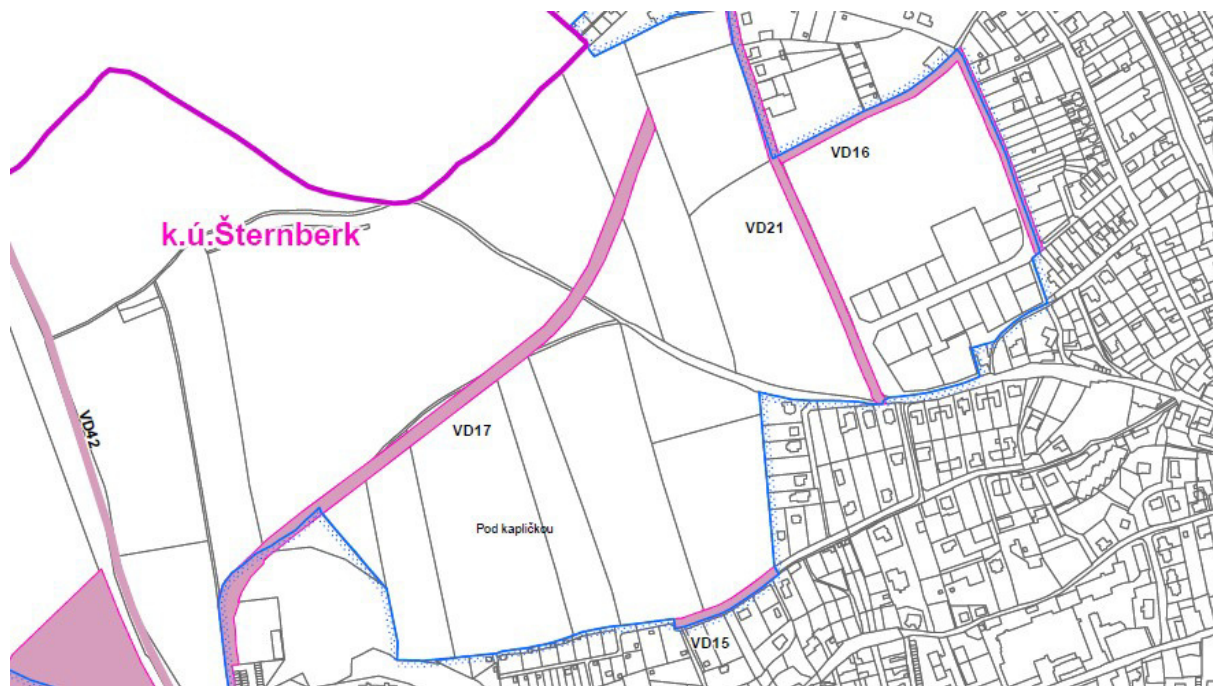 VD16
VD21
k.ú.Šternberk
VD42
VD17
Pod kapličkou
VD15